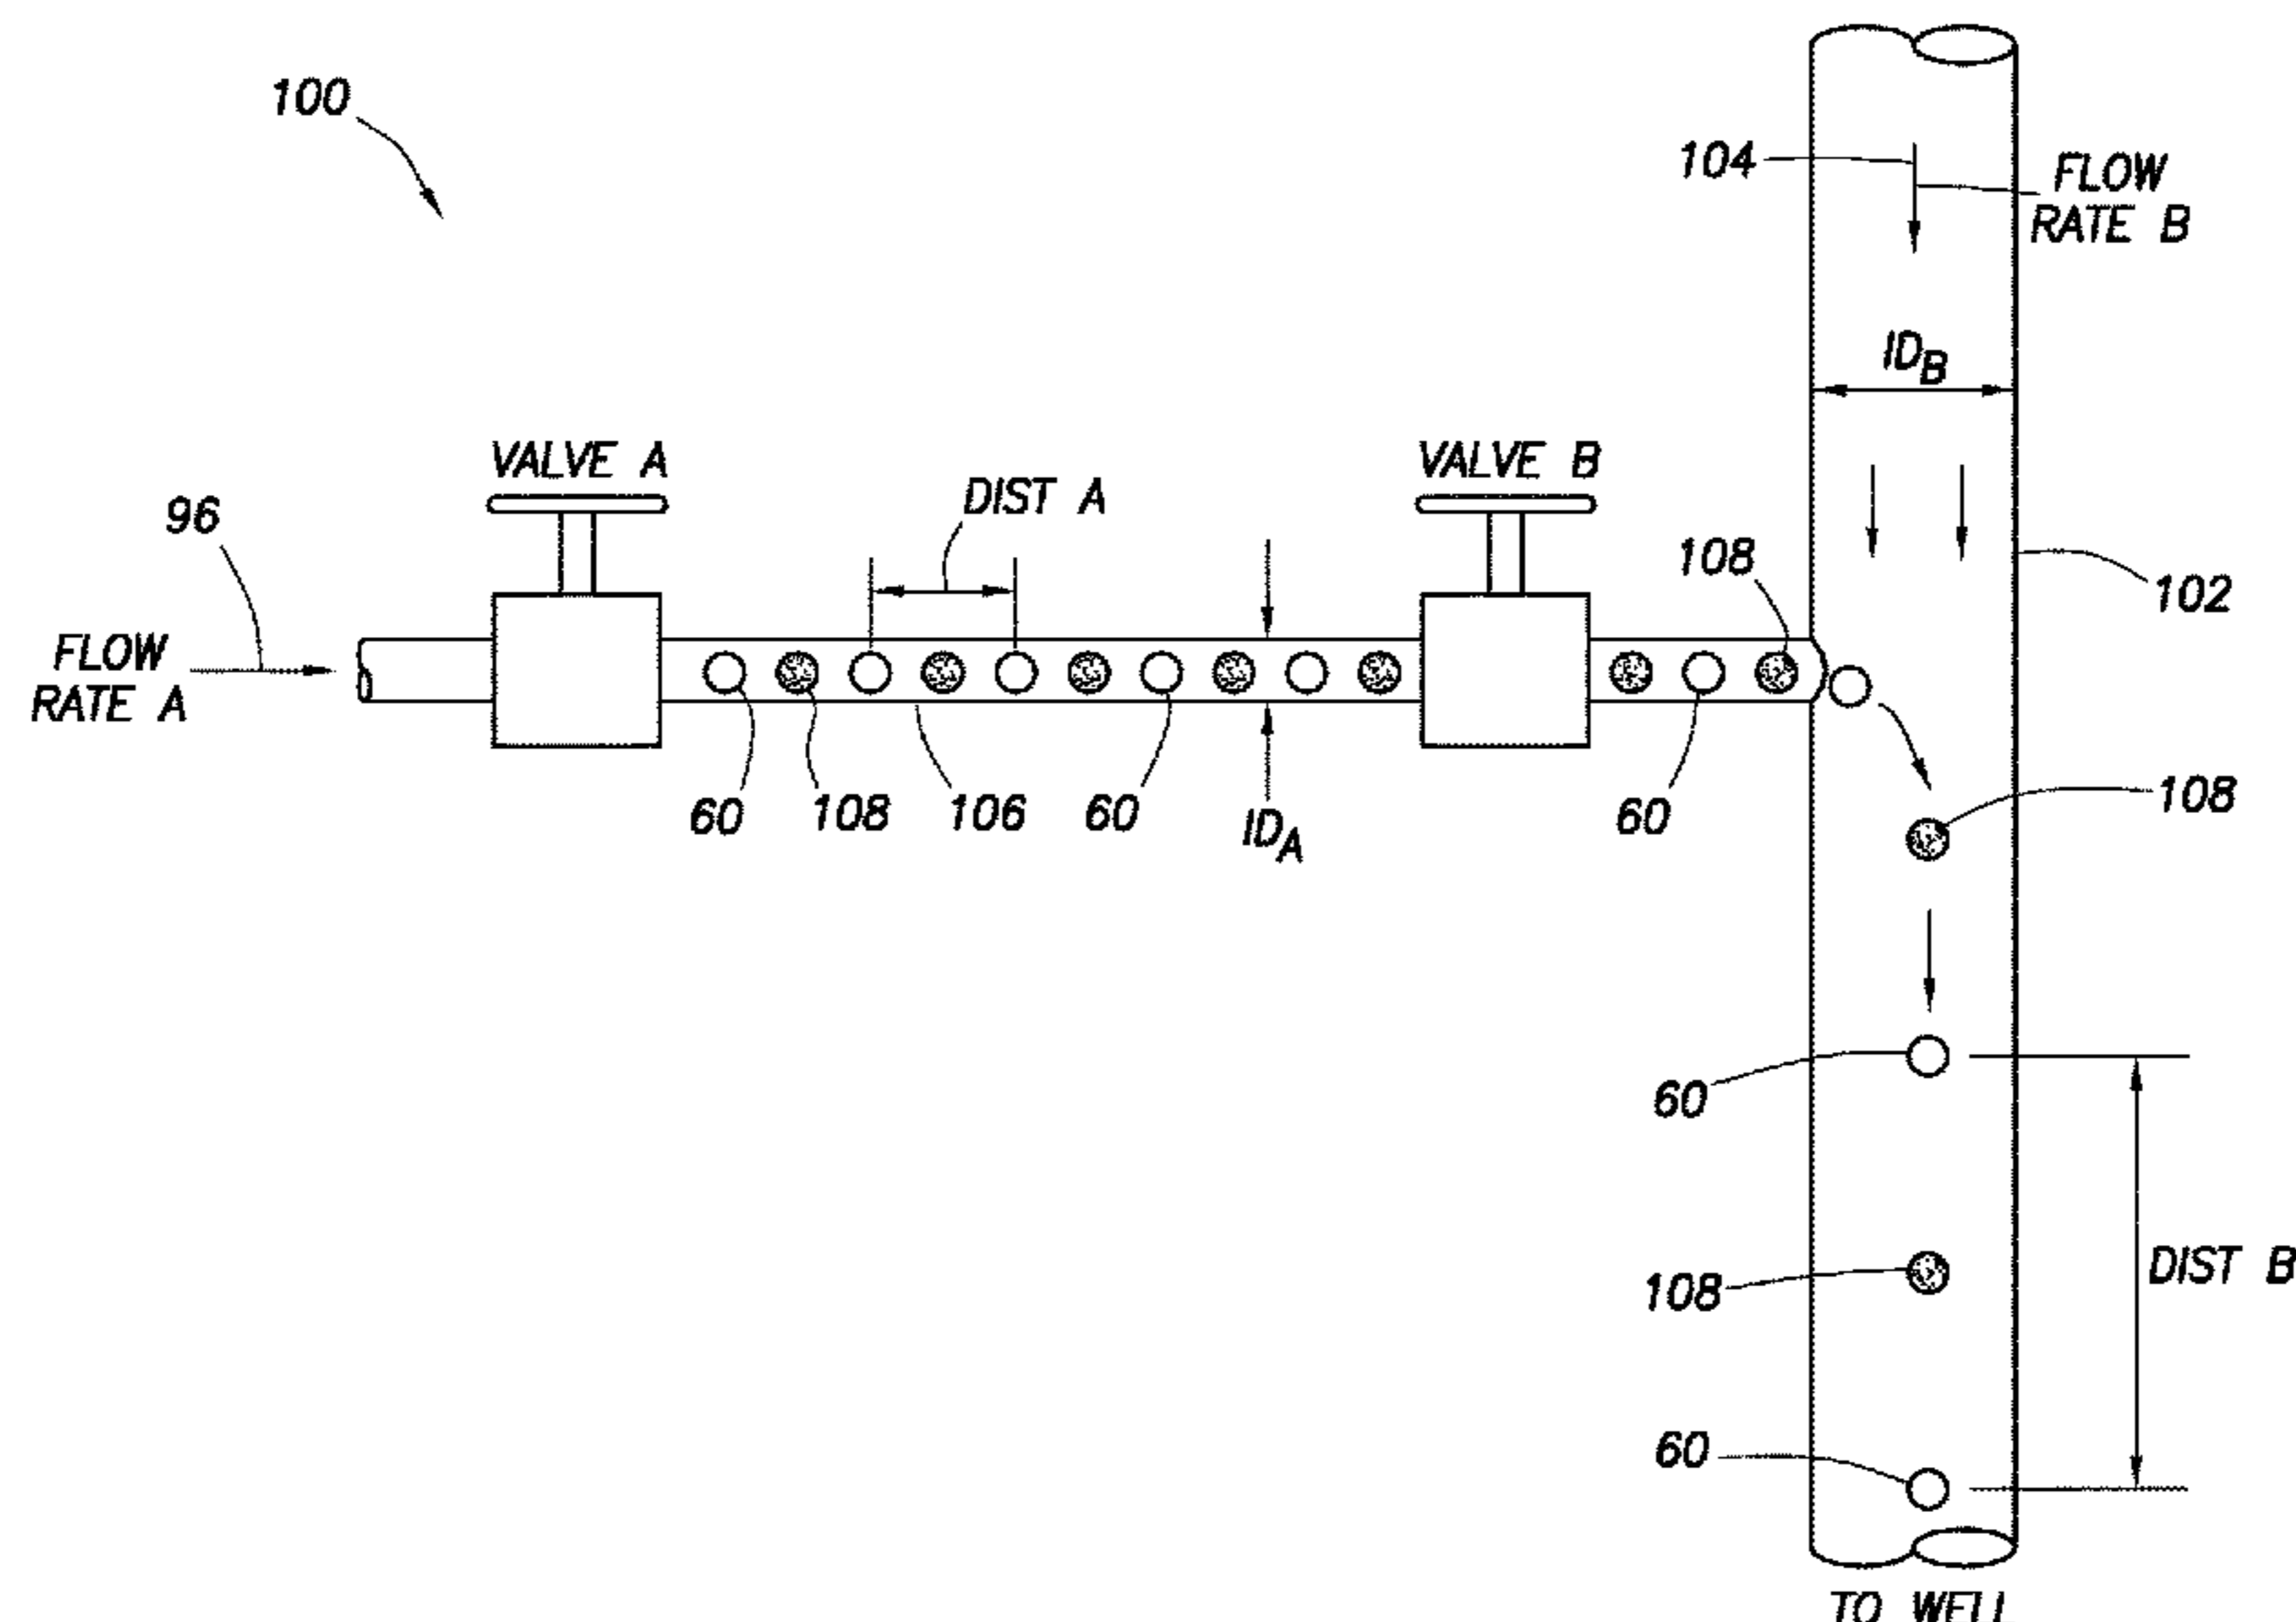 100
104
FLOW
RATE B
ID_B
VALVE A
DIST A
VALVE B
96
108
102
FLOW
RATE A
60
108
106
60
ID_A
60
108
60
108
DIST B
60
TO WELL